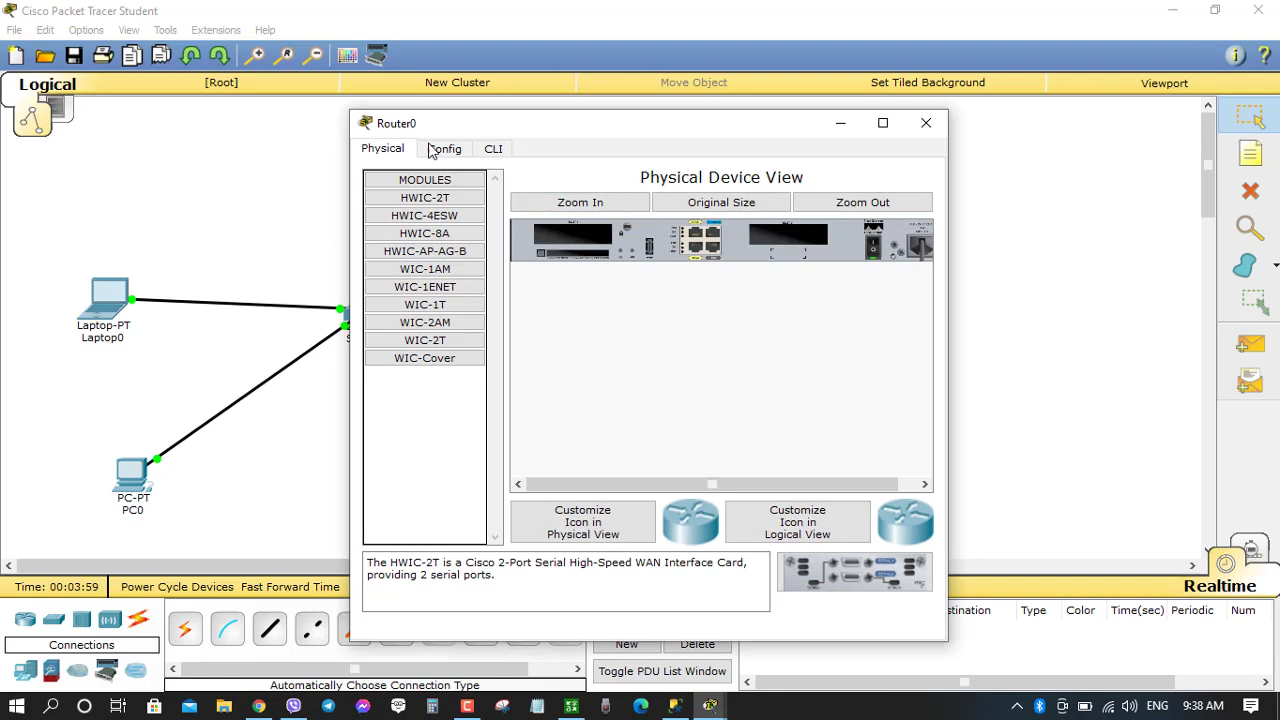 Cisco Packet Tracer Student
File Edit Options View Tools Extensions Help
Logical [Root] New Cluster Move Object Set Tiled Background Viewport
Router0
Physical Config CLI
MODULES
HWIC-2T
HWIC-4ESW
HWIC-8A
HWIC-AP-AG-B
WIC-1AM
WIC-1ENET
WIC-1T
WIC-2AM
WIC-2T
WIC-Cover
Physical Device View
Zoom In Original Size Zoom Out
Customize
Icon in
Physical View
Customize
Icon in
Logical View
The HWIC-2T is a Cisco 2-Port Serial High-Speed WAN Interface Card,
providing 2 serial ports.
Laptop-PT
Laptop0
PC-PT
PC0
Time: 00:03:59 Power Cycle Devices Fast Forward Time
Realtime
Connections
Automatically Choose Connection Type
New Delete
Toggle PDU List Window
stination Type Color Time(sec) Periodic Num
9:38 AM